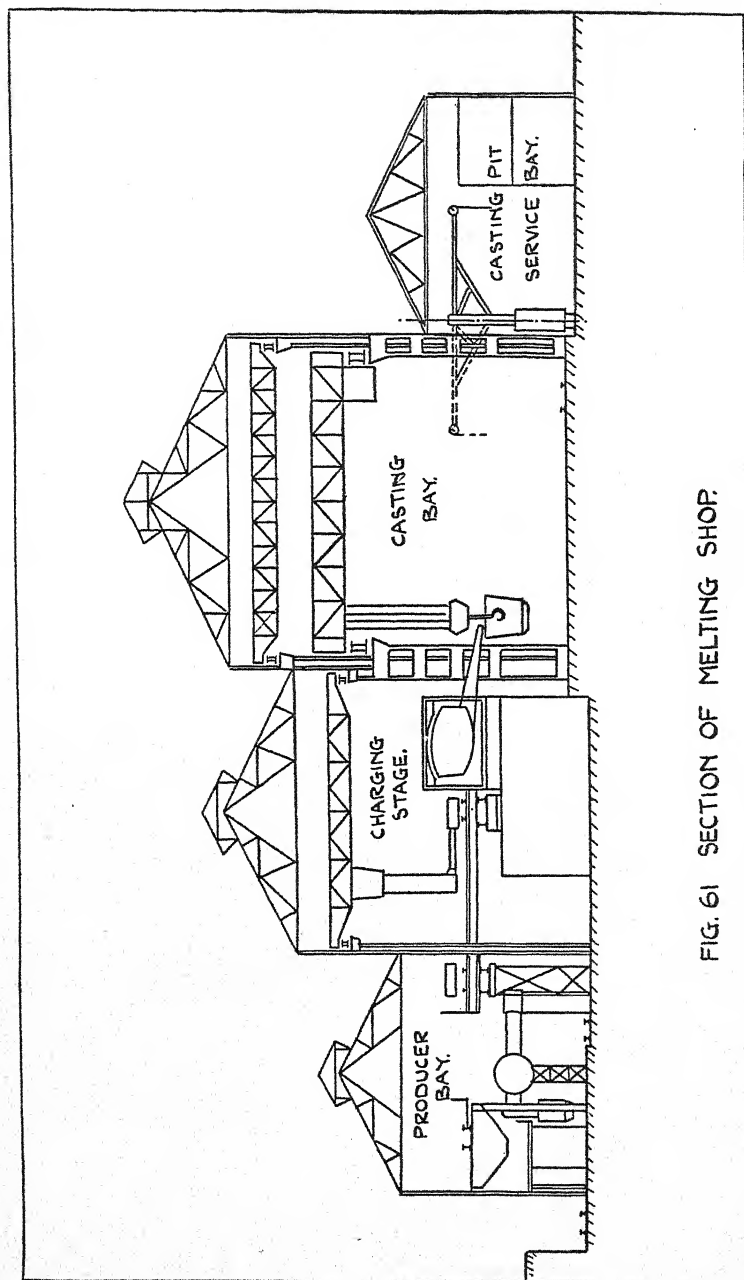 PRODUCER
BAY.
CHARGING
STAGE.
CASTING
BAY.
CASTING PIT
SERVICE BAY.
FIG. 61 SECTION OF MELTING SHOP.